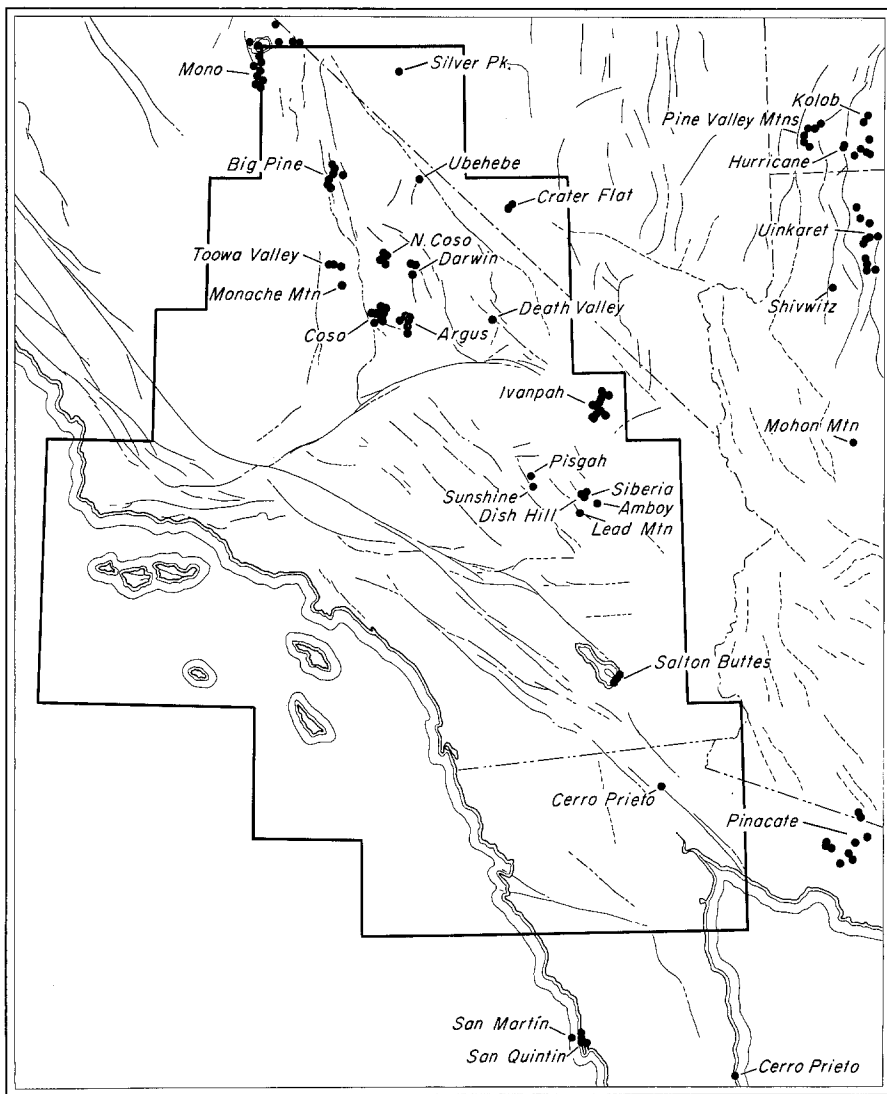 Mono
Silver Pk.
Kolob
Pine Valley Mtns
Hurricane
Big Pine
Ubehebe
Crater Flat
Uinkaret
N. Coso
Toowa Valley
Darwin
Monache Mtn
Shivwitz
Death Valley
Coso
Argus
Ivanpah
Mohon Mtn
Pisgah
Sunshine
Siberia
Dish Hill
Amboy
Lead Mtn
Salton Buttes
Cerro Prieto
Pinacate
San Martín
San Quintin
Cerro Prieto